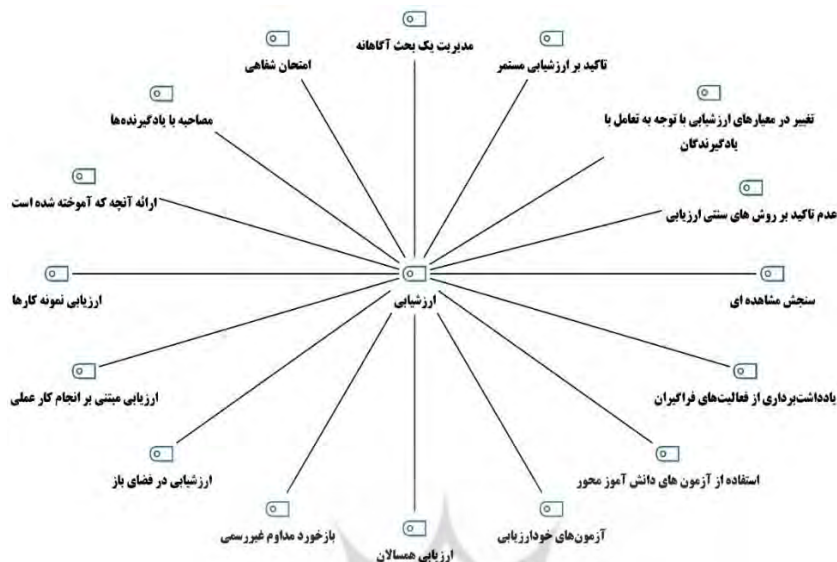 مدیریت یک بحث آگاهانه
تاکید بر ارزشیابی مستمر
امتحان شفاهی
تغییر در معیارهای ارزشیابی با توجه به تعامل با
یادگیرندگان
مصاحبه با یادگیرنده‌ها
عدم تاکید بر روش های سنتی ارزیابی
ارائه آنچه که آموخته شده است
سنجش مشاهده ای
ارزشیابی
ارزیابی نمونه کارها
یادداشت‌برداری از فعالیت‌های فراگیران
ارزیابی مبتنی بر انجام کار عملی
استفاده از آزمون های دانش آموز محور
ارزشیابی در فضای باز
آزمون‌های خودارزیابی
ارزیابی همسالان
بازخورد مداوم غیررسمی